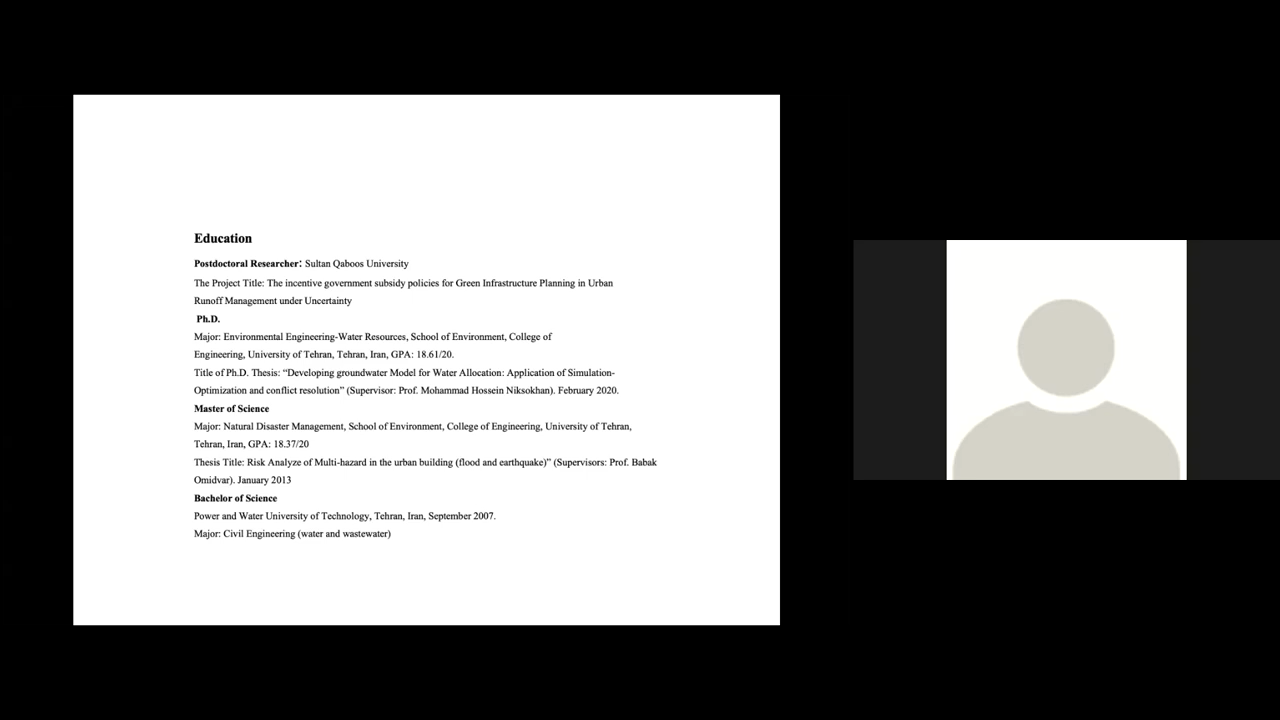 Education
Postdoctoral Researcher: Sultan Qaboos University
The Project Title: The incentive government subsidy policies for Green Infrastructure Planning in Urban
Runoff Management under Uncertainty
Ph.D.
Major: Environmental Engineering-Water Resources, School of Environment, College of
Engineering, University of Tehran, Tehran, Iran, GPA: 18.61/20.
Title of Ph.D. Thesis: “Developing groundwater Model for Water Allocation: Application of Simulation-
Optimization and conflict resolution” (Supervisor: Prof. Mohammad Hossein Niksokhan). February 2020.
Master of Science
Major: Natural Disaster Management, School of Environment, College of Engineering, University of Tehran,
Tehran, Iran, GPA: 18.37/20
Thesis Title: Risk Analyze of Multi-hazard in the urban building (flood and earthquake)” (Supervisors: Prof. Babak
Omidvar). January 2013
Bachelor of Science
Power and Water University of Technology, Tehran, Iran, September 2007.
Major: Civil Engineering (water and wastewater)